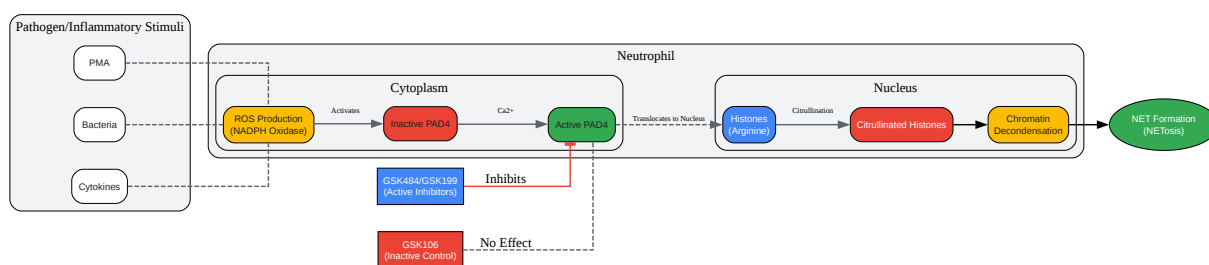 Pathogen/Inflammatory Stimuli
PMA
Bacteria
Cytokines
Neutrophil
Cytoplasm
ROS Production
(NADPH Oxidase)
Activates
Inactive PAD4
Ca2+
Active PAD4
Translocates to Nucleus
Nucleus
Histones
(Arginine)
Citrullination
Citrullinated Histones
Chromatin
Decondensation
NET Formation
(NETosis)
GSK484/GSK199
(Active Inhibitors)
Inhibits
GSK106
(Inactive Control)
No Effect